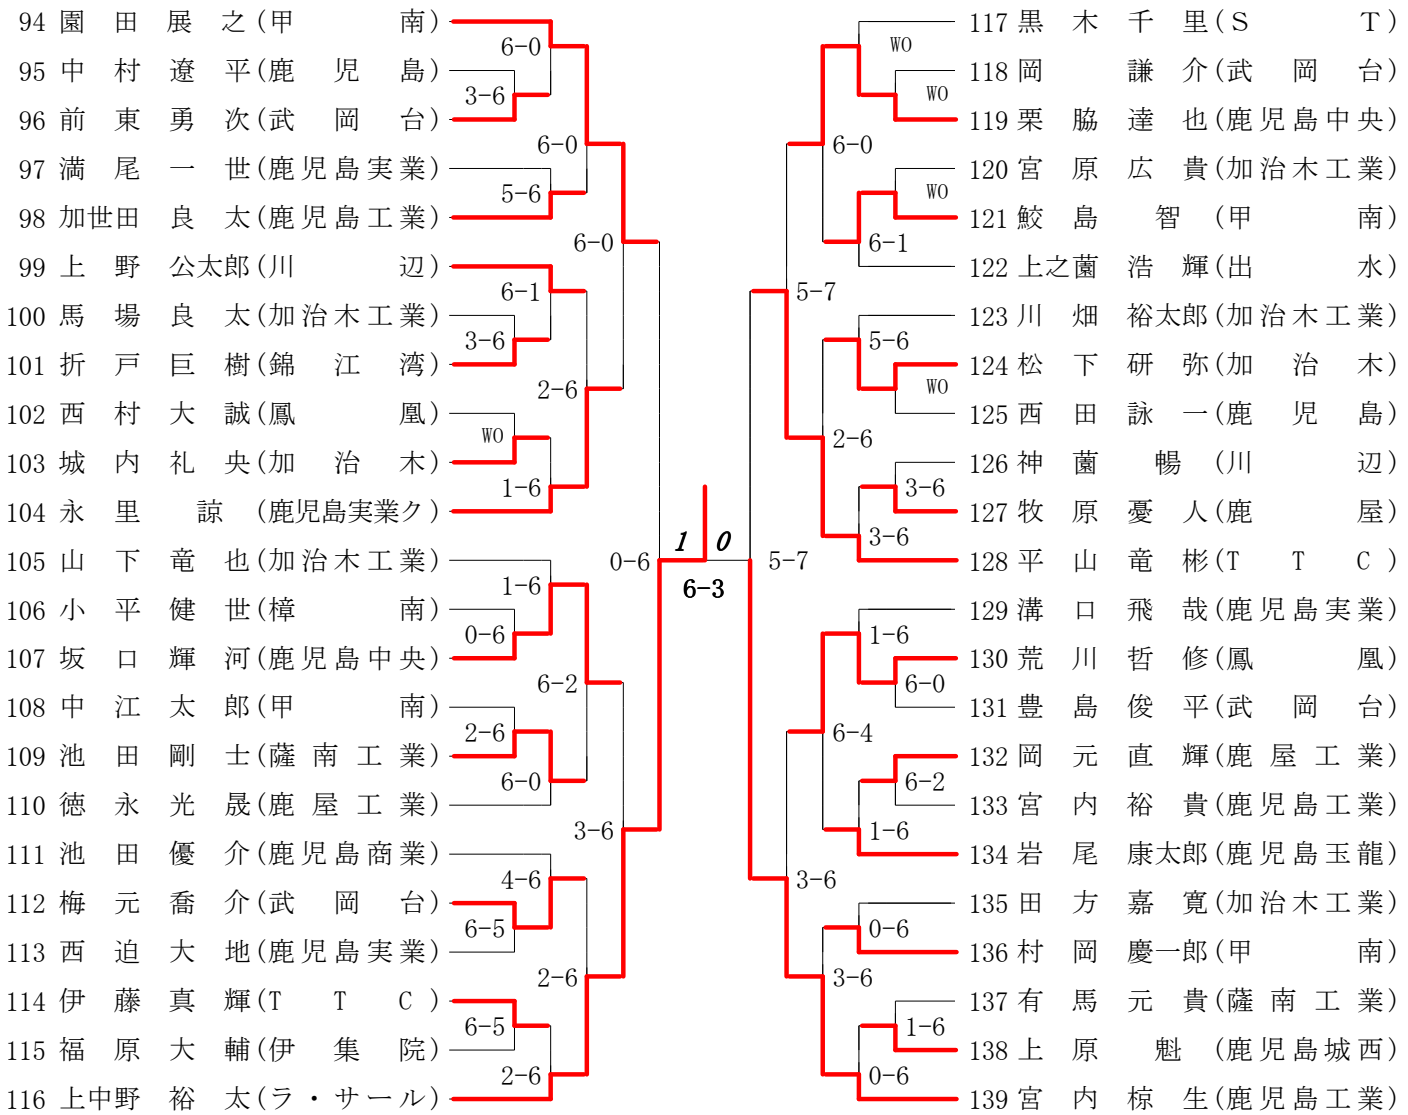 94 園田展之(甲南)
95 中村遼平(鹿児島)
96 前東勇次(武岡台)
97 満尾一世(鹿児島実業)
98 加世田良太(鹿児島工業)
99 上野公太郎(川辺)
100 馬場良太(加治木工業)
101 折戸巨樹(錦江湾)
102 西村大誠(鳳凰)
103 城内礼央(加治木)
104 永里諒(鹿児島実業ク)
105 山下竜也(加治木工業)
106 小平健世(樟南)
107 坂口輝河(鹿児島中央)
108 中江太郎(甲南)
109 池田剛士(薩南工業)
110 徳永光晟(鹿屋工業)
111 池田優介(鹿児島商業)
112 梅元喬介(武岡台)
113 西迫大地(鹿児島実業)
114 伊藤真輝(TTC)
115 福原大輔(伊集院)
116 上中野裕太(ラ・サール)
6-0
3-6
5-6
6-1
3-6
WO
1-6
1-6
0-6
2-6
6-0
4-6
6-5
6-5
2-6
6-0
2-6
6-2
2-6
6-0
3-6
0-6
1 0
6-3
5-7
5-7
3-6
6-0
2-6
6-4
3-6
WO
WO
WO
6-1
5-6
WO
3-6
3-6
1-6
6-0
6-2
1-6
0-6
1-6
0-6
117 黒木千里(ST)
118 岡謙介(武岡台)
119 栗脇達也(鹿児島中央)
120 宮原広貴(加治木工業)
121 鮫島智(甲南)
122 上之薗浩輝(出水)
123 川畑裕太郎(加治木工業)
124 松下研弥(加治木)
125 西田詠一(鹿児島)
126 神薗暢(川辺)
127 牧原憂人(鹿屋)
128 平山竜彬(TTC)
129 溝口飛哉(鹿児島実業)
130 荒川哲修(鳳凰)
131 豊島俊平(武岡台)
132 岡元直輝(鹿屋工業)
133 宮内裕貴(鹿児島工業)
134 岩尾康太郎(鹿児島玉龍)
135 田方嘉寛(加治木工業)
136 村岡慶一郎(甲南)
137 有馬元貴(薩南工業)
138 上原魁(鹿児島城西)
139 宮内椋生(鹿児島工業)